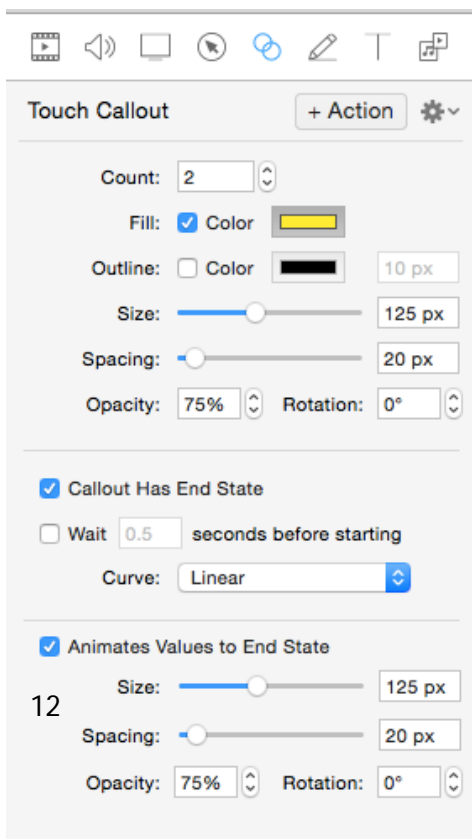 Touch Callout + Action
Count: 2
Fill: Color
Outline: Color 10 px
Size: 125 px
Spacing: 20 px
Opacity: 75% Rotation: 0°
Callout Has End State
Wait 0.5 seconds before starting
Curve: Linear
Animates Values to End State
Size: 125 px
12
Spacing: 20 px
Opacity: 75% Rotation: 0°